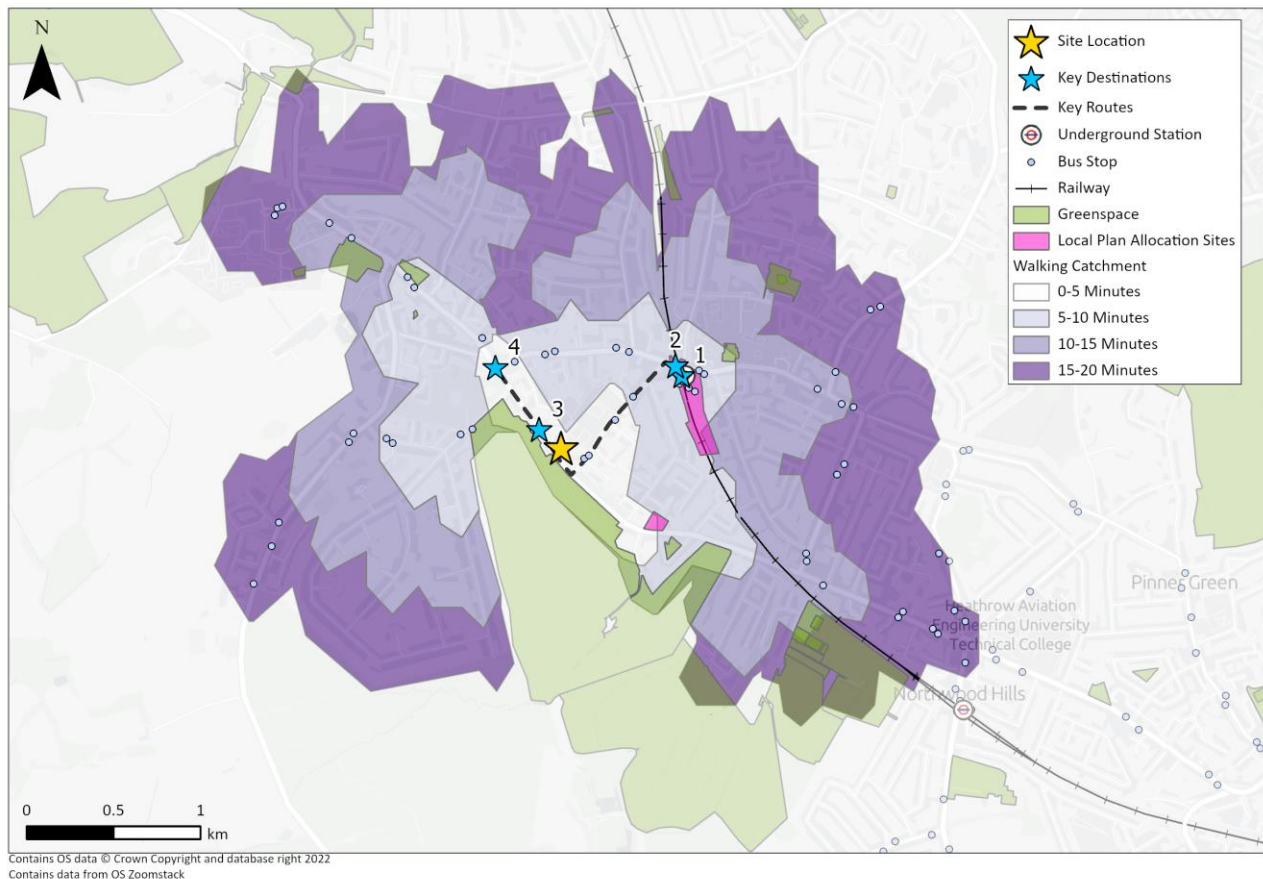 N
Site Location
Key Destinations
Key Routes
Underground Station
Bus Stop
Railway
Greenspace
Local Plan Allocation Sites
Walking Catchment
0-5 Minutes
5-10 Minutes
10-15 Minutes
15-20 Minutes
2
1
4
3
Pinner Green
Heathrow Aviation
Engineering University
Technical College
Northwood Hills
0 0.5 1
km
Contains OS data © Crown Copyright and database right 2022
Contains data from OS Zoomstack